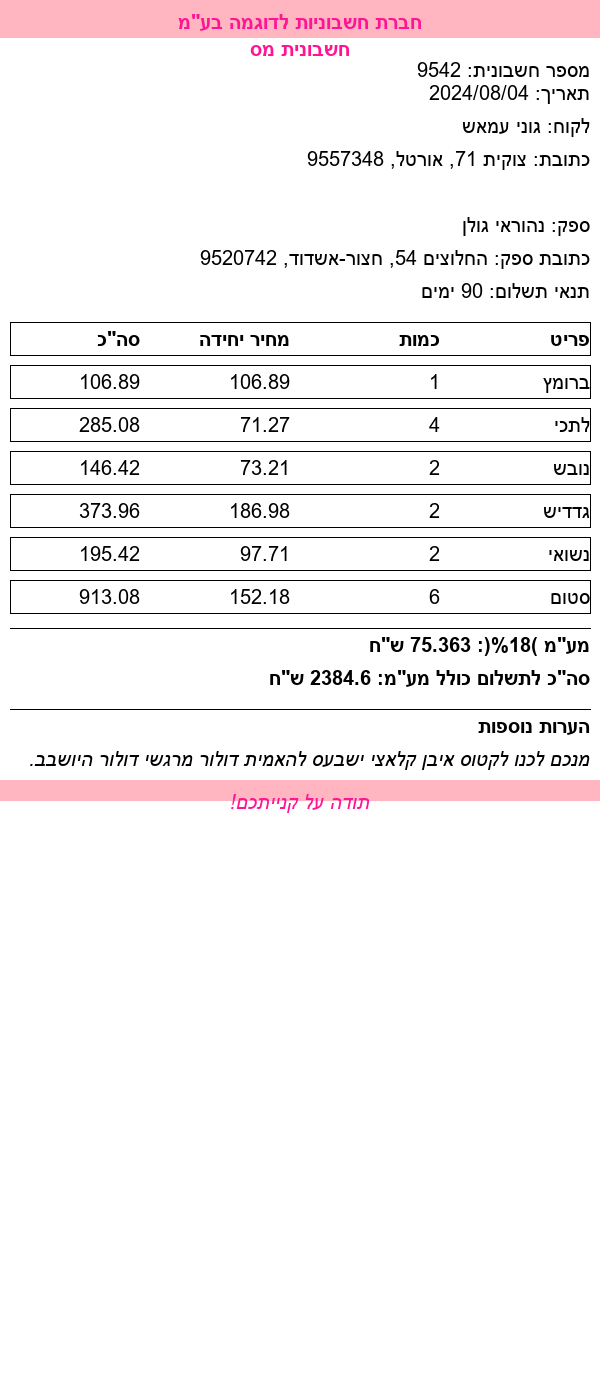 חברת חשבוניות לדוגמה בע"מ
חשבונית מס
מספר חשבונית: 9542
תאריך: 2024/08/04
לקוח: גוני עמאש
כתובת: צוקית 71, אורטל, 9557348
ספק: נהוראי גולן
כתובת ספק: החלוצים 54, חצור-אשדוד, 9520742
תנאי תשלום: 90 ימים
פריט כמות מחיר יחידה סה"כ
ברומץ 1 106.89 106.89
לתכי 4 71.27 285.08
נובש 2 73.21 146.42
גדדיש 2 186.98 373.96
נשואי 2 97.71 195.42
סטום 6 152.18 913.08
מע"מ )18%(: 75.363 ש"ח
סה"כ לתשלום כולל מע"מ: 2384.6 ש"ח
הערות נוספות
מנכם לכנו לקטוס איבן קלאצי ישבעס להאמית דולור מרגשי דולור היושבב.
תודה על קנייתכם!